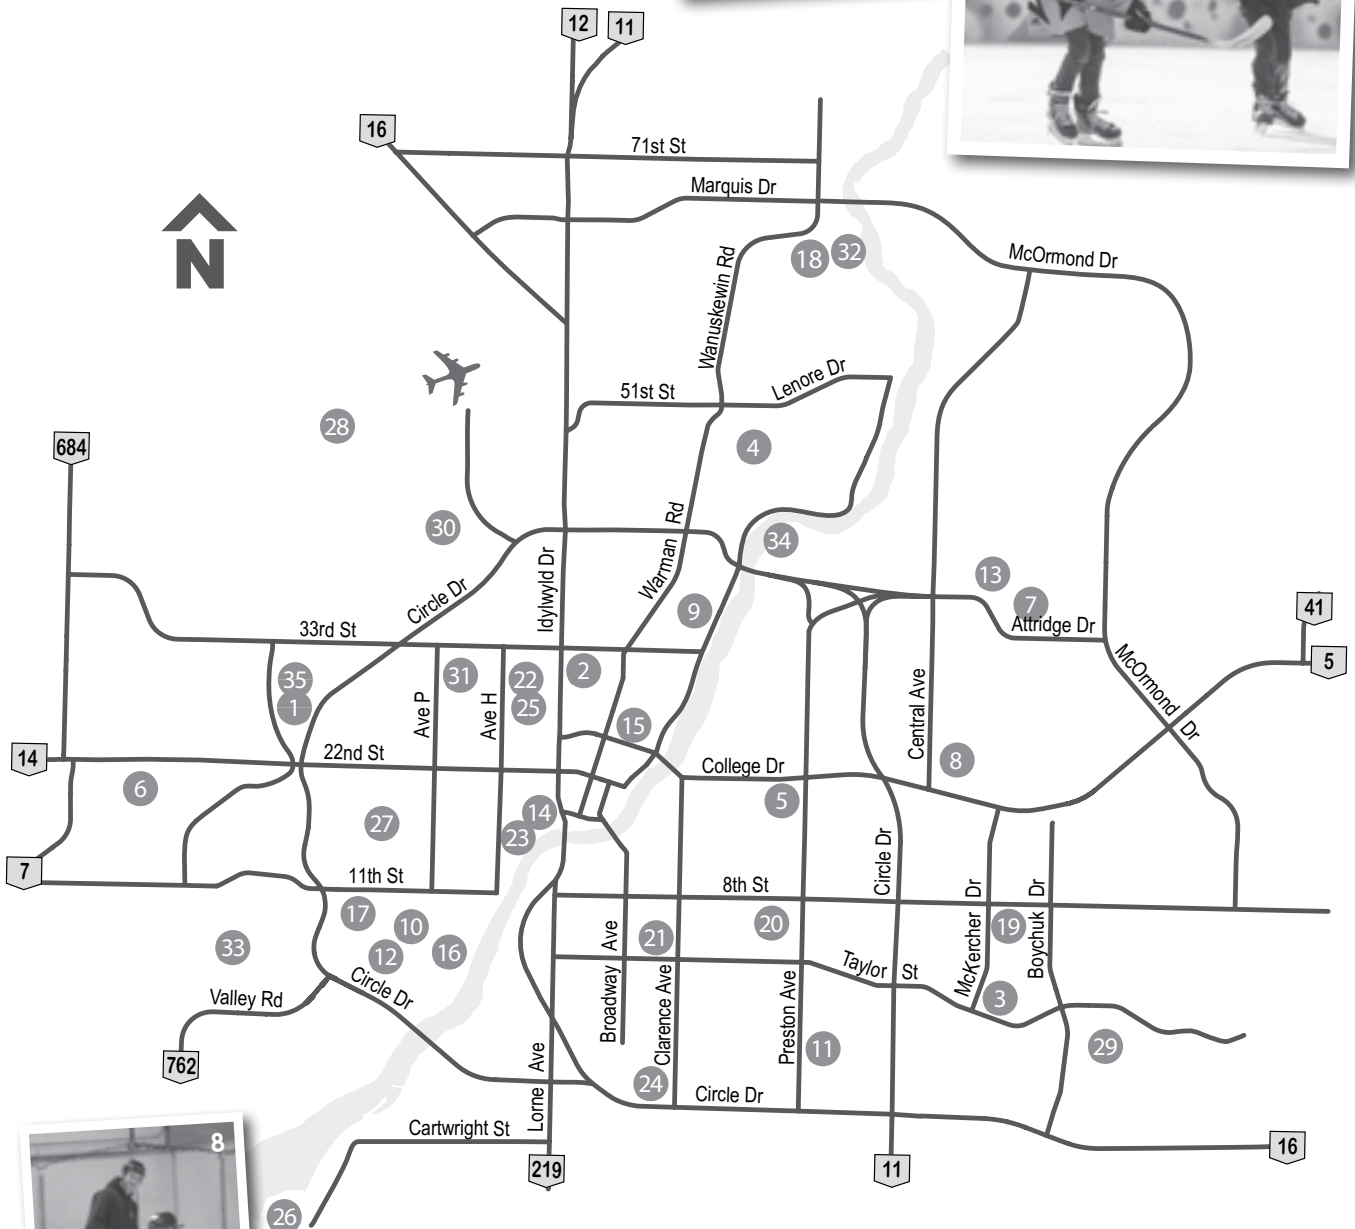 12
11
16
71st St
Marquis Dr
N
Wanuskewin Rd
18
32
McOrmond Dr
Lenore Dr
51st St
28
684
4
30
Warman Rd
34
Idylwyld Dr
13
7
Circle Dr
9
41
33rd St
Attridge Dr
5
35
31
22
2
McOrmond Dr
1
Ave P
Ave H
25
15
Central Ave
14
22nd St
College Dr
8
6
5
27
14
23
7
11th St
8th St
Circle Dr
McKercher Dr
Boychuk Dr
17
10
20
19
33
12
16
Broadway Ave
21
Taylor St
Valley Rd
Circle Dr
Clarence Ave
Preston Ave
3
11
29
762
Lorne Ave
24
Circle Dr
Cartwright St
8
16
219
11
26